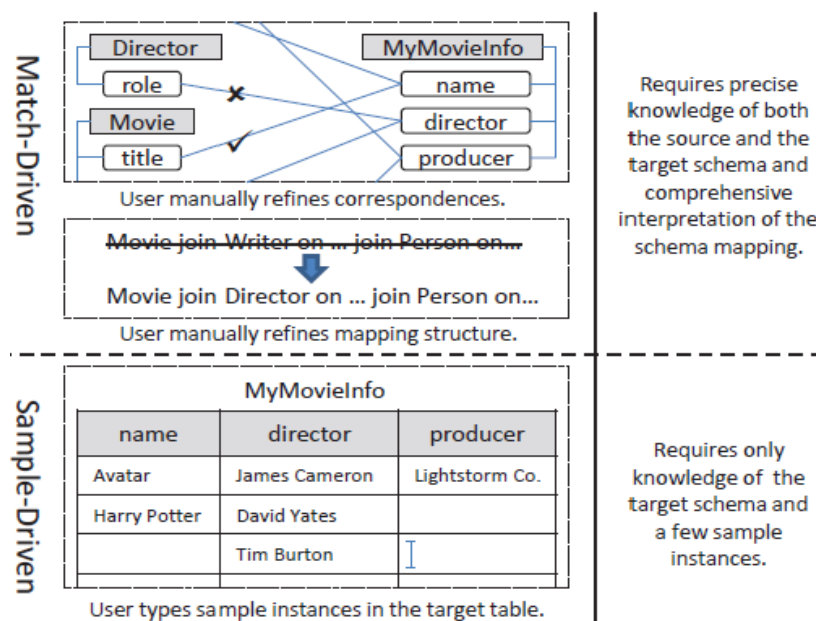 Match-Driven
Director
role
Movie
title
MyMovieInfo
name
director
producer
User manually refines correspondences.
Movie join Writer on ... join Person on...
Movie join Director on ... join Person on...
User manually refines mapping structure.
Requires precise
knowledge of both
the source and the
target schema and
comprehensive
interpretation of the
schema mapping.
Sample-Driven
MyMovieInfo
name director producer
Avatar James Cameron Lightstorm Co.
Harry Potter David Yates
Tim Burton
User types sample instances in the target table.
Requires only
knowledge of the
target schema and
a few sample
instances.